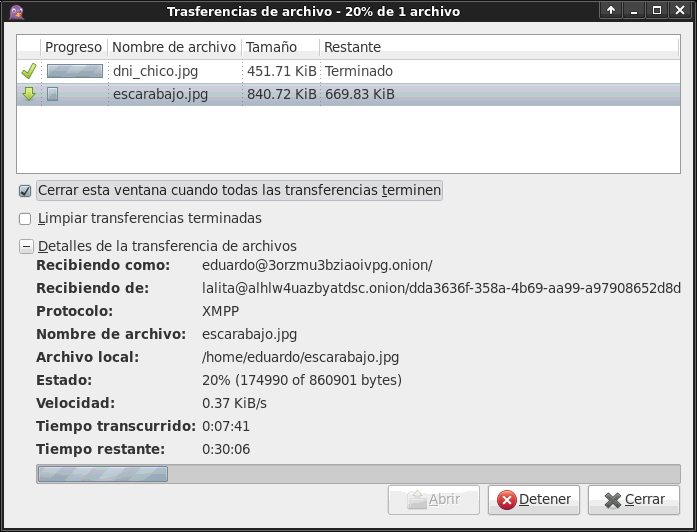 Trasferencias de archivo - 20% de 1 archivo
Progreso Nombre de archivo Tamaño Restante
dni_chico.jpg 451.71 KiB Terminado
escarabajo.jpg 840.72 KiB 669.83 KiB
Cerrar esta ventana cuando todas las transferencias terminen
Limpiar transferencias terminadas
Detalles de la transferencia de archivos
Recibiendo como: eduardo@3orzmu3bziaoivpg.onion/
Recibiendo de: lalita@alhlw4uazbyatdsc.onion/dda3636f-358a-4b69-aa99-a97908652d8d
Protocolo: XMPP
Nombre de archivo: escarabajo.jpg
Archivo local: /home/eduardo/escarabajo.jpg
Estado: 20% (174990 of 860901 bytes)
Velocidad: 0.37 KiB/s
Tiempo transcurrido: 0:07:41
Tiempo restante: 0:30:06
Abrir Detener Cerrar